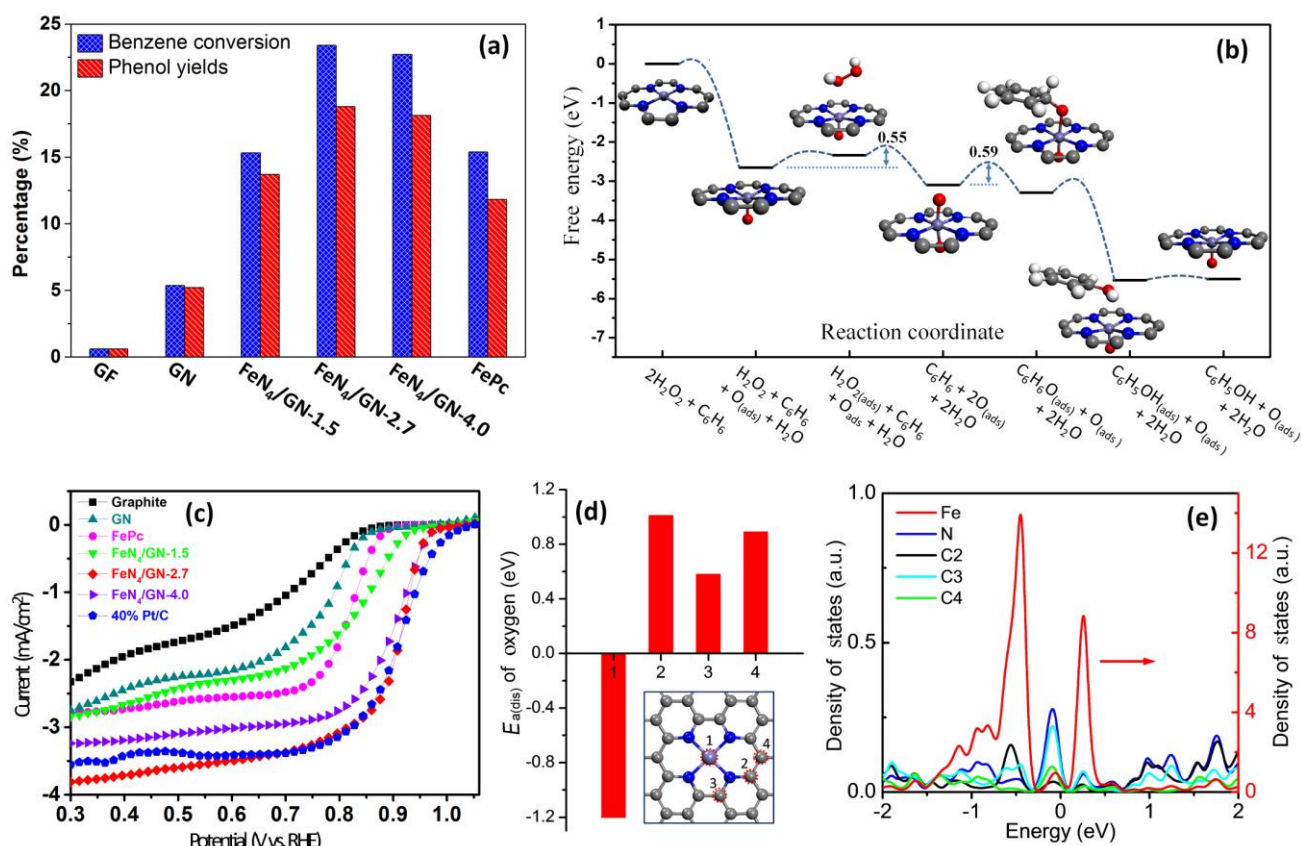 (a)
Benzene conversion
Phenol yields
Percentage (%)
25
20
15
10
5
0
GF
GN
FeN₄/GN-1.5
FeN₄/GN-2.7
FeN₄/GN-4.0
FePc
(b)
Free energy (eV)
1
0
-1
-2
-3
-4
-5
-6
-7
0.55
0.59
Reaction coordinate
2H₂O₂ + C₆H₆
H₂O₂ + C₆H₆
+ O₍ads₎ + H₂O
H₂O₂₍ads₎ + C₆H₆
+ Oads + H₂O
C₆H₆ + 2O₍ads₎
+ 2H₂O
C₆H₆O₍ads₎ + O₍ads₎
+ 2H₂O
C₆H₅OH₍ads₎ + O₍ads₎
+ 2H₂O
C₆H₅OH + O₍ads₎
+ 2H₂O
(c)
Graphite
GN
FePc
FeN₄/GN-1.5
FeN₄/GN-2.7
FeN₄/GN-4.0
40% Pt/C
Current (mA/cm²)
0
-1
-2
-3
-4
0.3 0.4 0.5 0.6 0.7 0.8 0.9 1.0
Potential (V vs. RHE)
(d)
Ea(dis) of oxygen (eV)
1.2
0.8
0.4
0.0
-0.4
-0.8
-1.2
1 2 3 4
1
4
2
3
(e)
Fe
N
C2
C3
C4
Density of states (a.u.)
1.0
0.5
0.0
Density of states (a.u.)
12
8
4
0
-2 -1 0 1 2
Energy (eV)